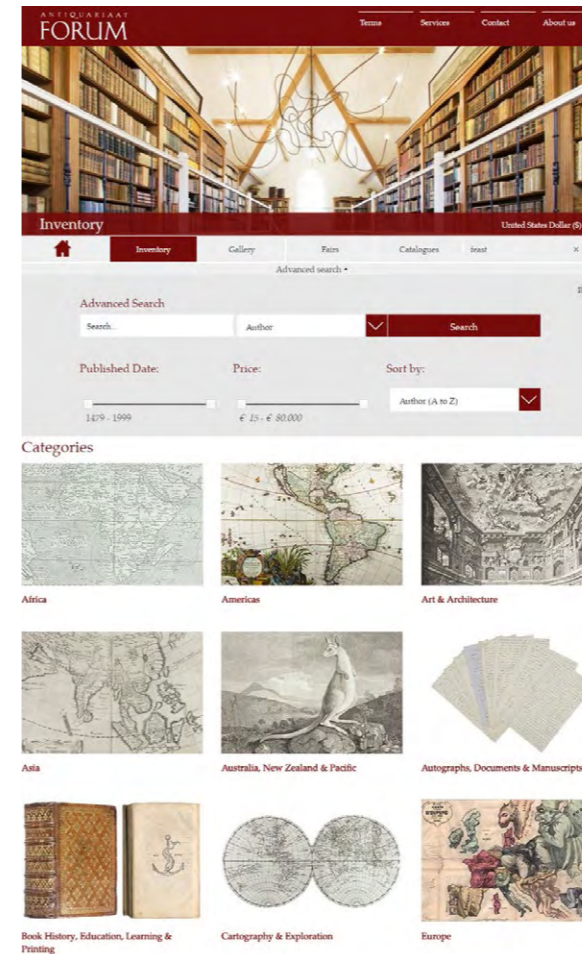 ANTIQUARIAAT
FORUM
Terms
Services
Contact
About us
Inventory
United States Dollar ($)
Inventory
Gallery
Fairs
Catalogues
feast
×
Advanced search •
Advanced Search
Search...
Author
Search
Published Date:
Price:
Sort by:
1479 - 1999
€ 15 - € 80.000
Author (A to Z)
Categories
Africa
Americas
Art & Architecture
Asia
Australia, New Zealand & Pacific
Autographs, Documents & Manuscripts
Book History, Education, Learning &
Printing
Cartography & Exploration
Europe